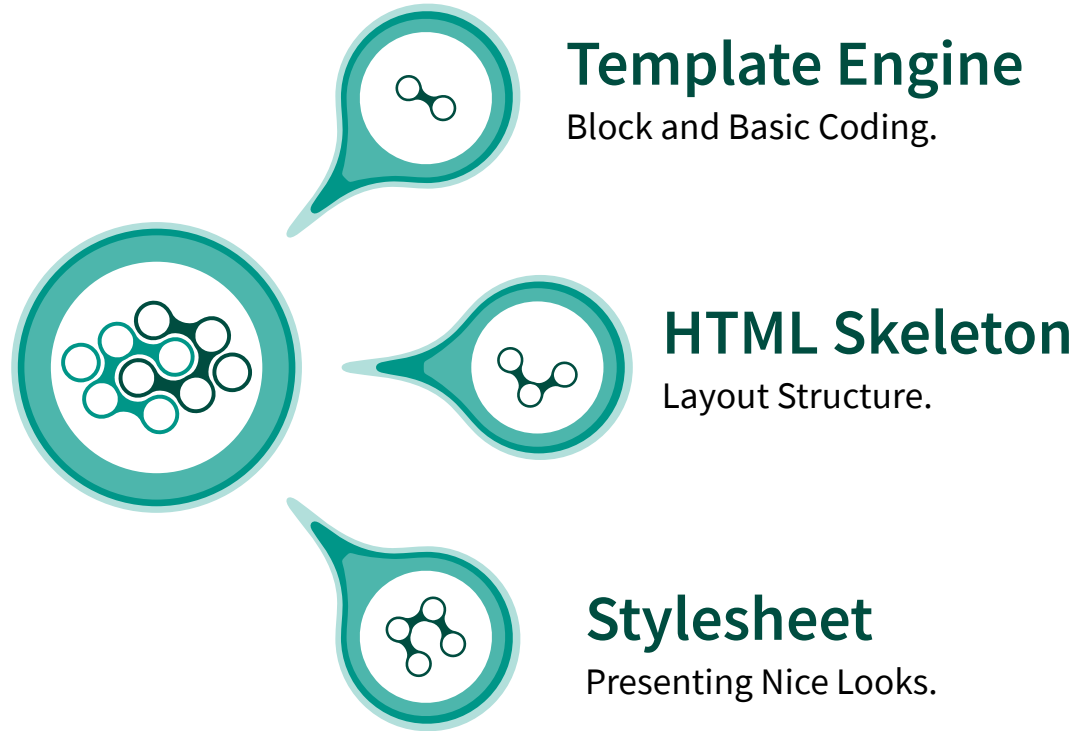 Template Engine
Block and Basic Coding.
HTML Skeleton
Layout Structure.
Stylesheet
Presenting Nice Looks.